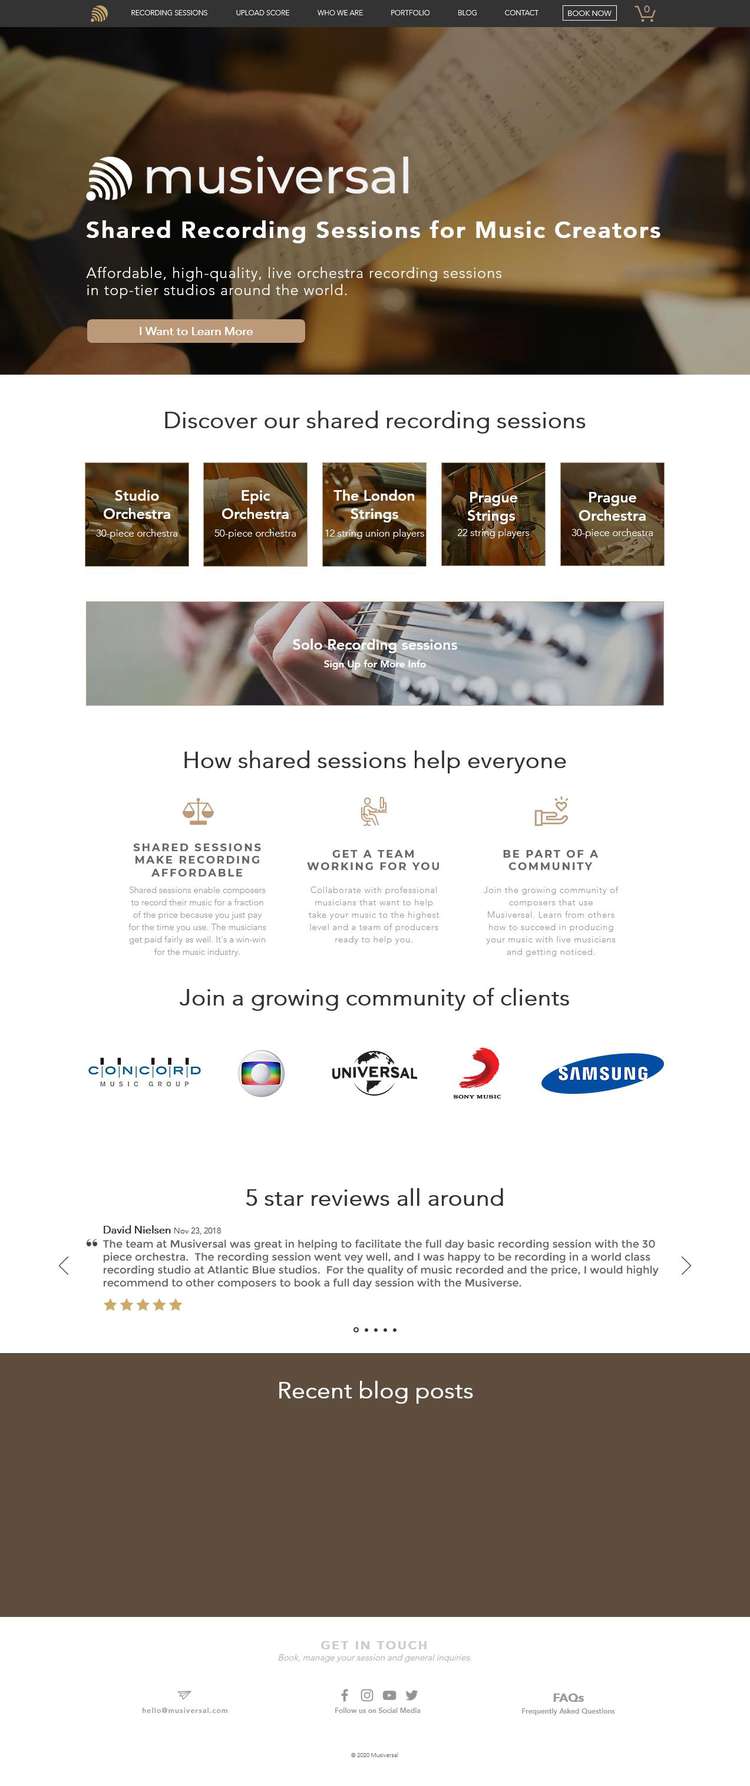 RECORDING SESSIONS UPLOAD SCORE WHO WE ARE PORTFOLIO BLOG CONTACT BOOK NOW 0
musiversal
Shared Recording Sessions for Music Creators
Affordable, high-quality, live orchestra recording sessions
in top-tier studios around the world.
I Want to Learn More
Discover our shared recording sessions
Studio
Orchestra
30-piece orchestra
Epic
Orchestra
50-piece orchestra
The London
Strings
12 string union players
Prague
Strings
22 string players
Prague
Orchestra
30-piece orchestra
Solo Recording sessions
Sign Up for More Info
How shared sessions help everyone
SHARED SESSIONS
MAKE RECORDING
AFFORDABLE
Shared sessions enable composers
to record their music for a fraction
of the price because you just pay
for the time you use. The musicians
get paid fairly as well. It's a win-win
for the music industry.
GET A TEAM
WORKING FOR YOU
Collaborate with professional
musicians that want to help
take your music to the highest
level and a team of producers
ready to help you.
BE PART OF A
COMMUNITY
Join the growing community of
composers that use
Musiversal. Learn from others
how to succeed in producing
your music with live musicians
and getting noticed.
Join a growing community of clients
CONCORD
MUSIC GROUP
UNIVERSAL
SONY MUSIC
SAMSUNG
5 star reviews all around
David Nielsen Nov 23, 2018
“ The team at Musiversal was great in helping to facilitate the full day basic recording session with the 30
piece orchestra. The recording session went vey well, and I was happy to be recording in a world class
recording studio at Atlantic Blue studios. For the quality of music recorded and the price, I would highly
recommend to other composers to book a full day session with the Musiverse.
Recent blog posts
GET IN TOUCH
Book, manage your session and general inquiries.
hello@musiversal.com
Follow us on Social Media
FAQs
Frequently Asked Questions
© 2020 Musiversal